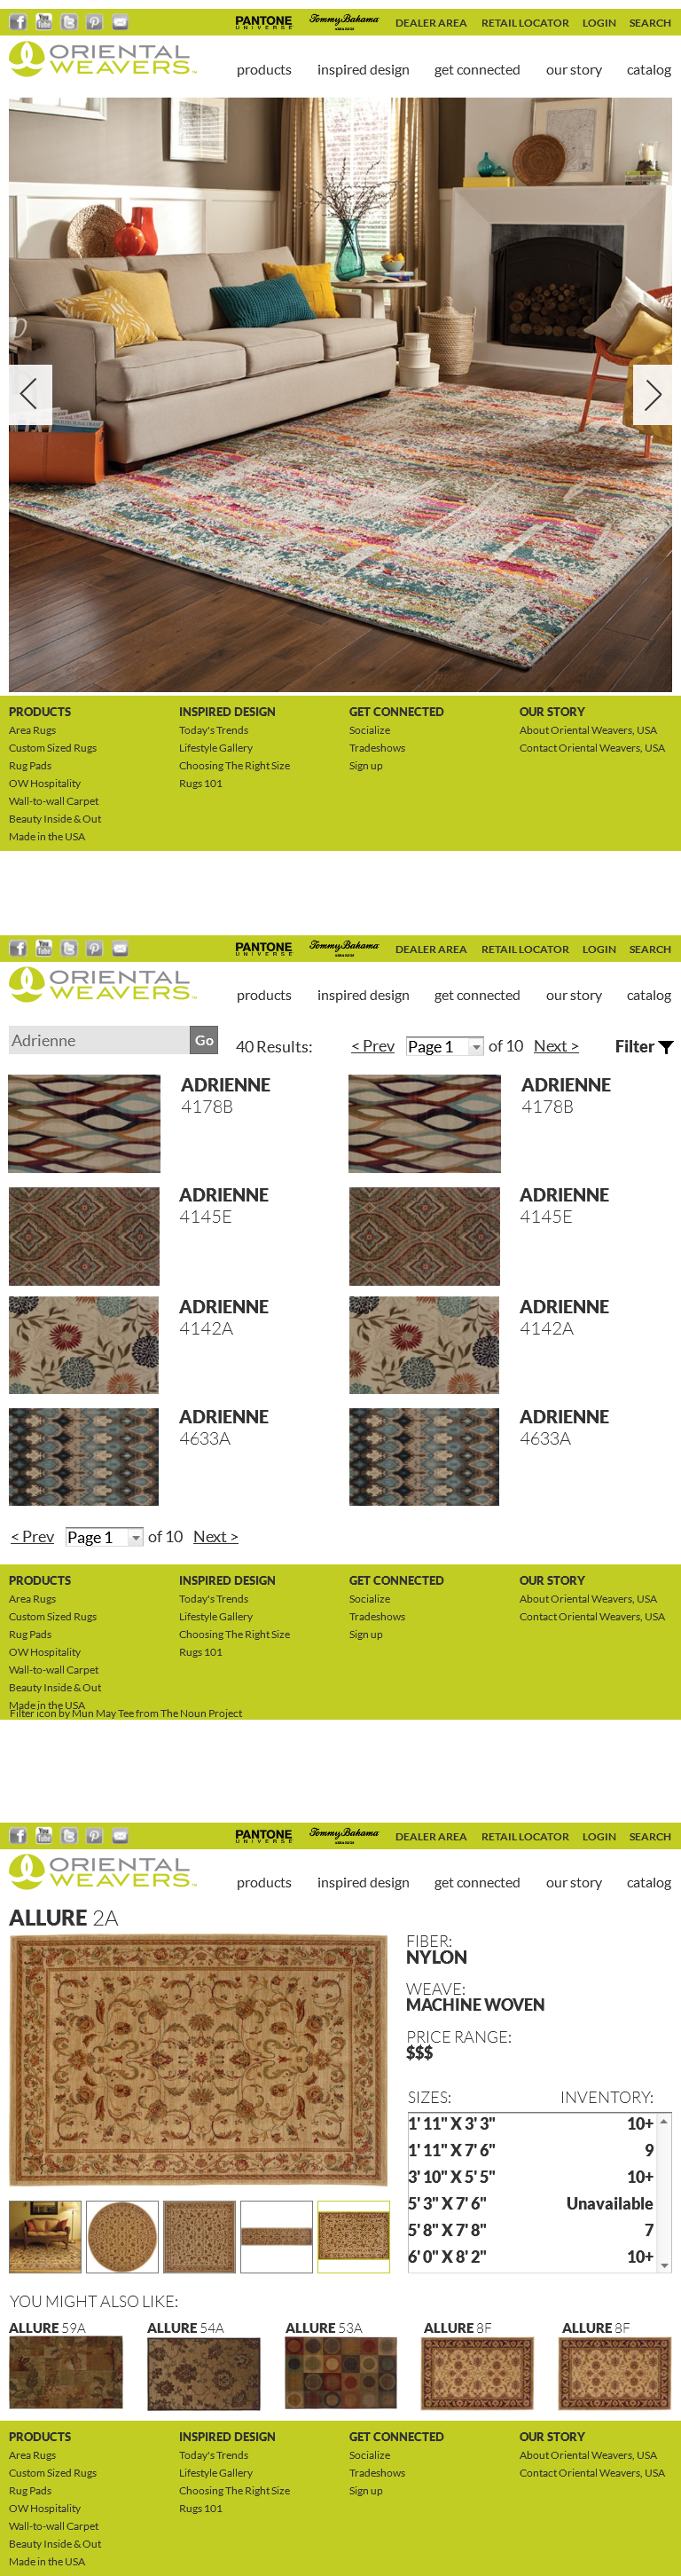 PANTONE UNIVERSE Tommy Bahama DEALER AREA RETAIL LOCATOR LOGIN SEARCH
ORIENTAL WEAVERS
products inspired design get connected our story catalog
PRODUCTS
Area Rugs
Custom Sized Rugs
Rug Pads
OW Hospitality
Wall-to-wall Carpet
Beauty Inside & Out
Made in the USA
INSPIRED DESIGN
Today's Trends
Lifestyle Gallery
Choosing The Right Size
Rugs 101
GET CONNECTED
Socialize
Tradeshows
Sign up
OUR STORY
About Oriental Weavers, USA
Contact Oriental Weavers, USA
PANTONE UNIVERSE Tommy Bahama DEALER AREA RETAIL LOCATOR LOGIN SEARCH
ORIENTAL WEAVERS
products inspired design get connected our story catalog
Adrienne Go 40 Results: < Prev Page 1 of 10 Next > Filter
ADRIENNE
4178B
ADRIENNE
4178B
ADRIENNE
4145E
ADRIENNE
4145E
ADRIENNE
4142A
ADRIENNE
4142A
ADRIENNE
4633A
ADRIENNE
4633A
< Prev Page 1 of 10 Next >
PRODUCTS
Area Rugs
Custom Sized Rugs
Rug Pads
OW Hospitality
Wall-to-wall Carpet
Beauty Inside & Out
Made in the USA
Filter icon by Mun May Tee from The Noun Project
INSPIRED DESIGN
Today's Trends
Lifestyle Gallery
Choosing The Right Size
Rugs 101
GET CONNECTED
Socialize
Tradeshows
Sign up
OUR STORY
About Oriental Weavers, USA
Contact Oriental Weavers, USA
PANTONE UNIVERSE Tommy Bahama DEALER AREA RETAIL LOCATOR LOGIN SEARCH
ORIENTAL WEAVERS
products inspired design get connected our story catalog
ALLURE 2A
FIBER:
NYLON
WEAVE:
MACHINE WOVEN
PRICE RANGE:
$$$
SIZES: INVENTORY:
1' 11" X 3' 3" 10+
1' 11" X 7' 6" 9
3' 10" X 5' 5" 10+
5' 3" X 7' 6" Unavailable
5' 8" X 7' 8" 7
6' 0" X 8' 2" 10+
YOU MIGHT ALSO LIKE:
ALLURE 59A ALLURE 54A ALLURE 53A ALLURE 8F ALLURE 8F
PRODUCTS
Area Rugs
Custom Sized Rugs
Rug Pads
OW Hospitality
Wall-to-wall Carpet
Beauty Inside & Out
Made in the USA
INSPIRED DESIGN
Today's Trends
Lifestyle Gallery
Choosing The Right Size
Rugs 101
GET CONNECTED
Socialize
Tradeshows
Sign up
OUR STORY
About Oriental Weavers, USA
Contact Oriental Weavers, USA